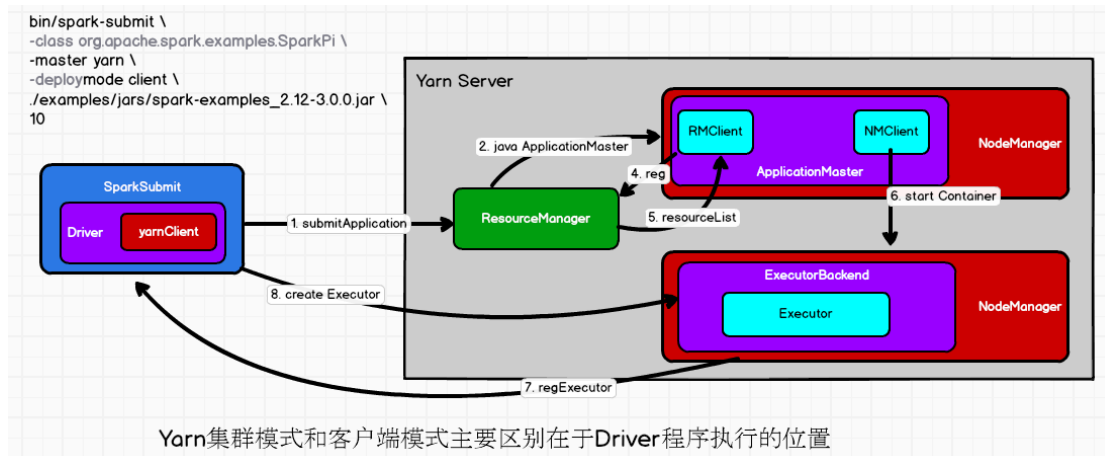 bin/spark-submit \
-class org.apache.spark.examples.SparkPi \
-master yarn \
-deploymode client \
./examples/jars/spark-examples_2.12-3.0.0.jar \
10
Yarn Server
RMClient
NMClient
NodeManager
ApplicationMaster
2. java ApplicationMaster
4. reg
6. start Container
SparkSubmit
Driver
yarnClient
1. submitApplication
ResourceManager
5. resourceList
8. create Executor
ExecutorBackend
Executor
NodeManager
7. regExecutor
Yarn集群模式和客户端模式主要区别在于Driver程序执行的位置